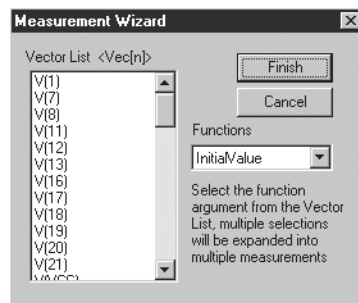 Measurement Wizard
Vector List <Vec[n]>
V(1)
V(7)
V(8)
V(11)
V(12)
V(13)
V(16)
V(17)
V(18)
V(19)
V(20)
V(21)
Finish
Cancel
Functions
InitialValue
Select the function
argument from the Vector
List, multiple selections
will be expanded into
multiple measurements